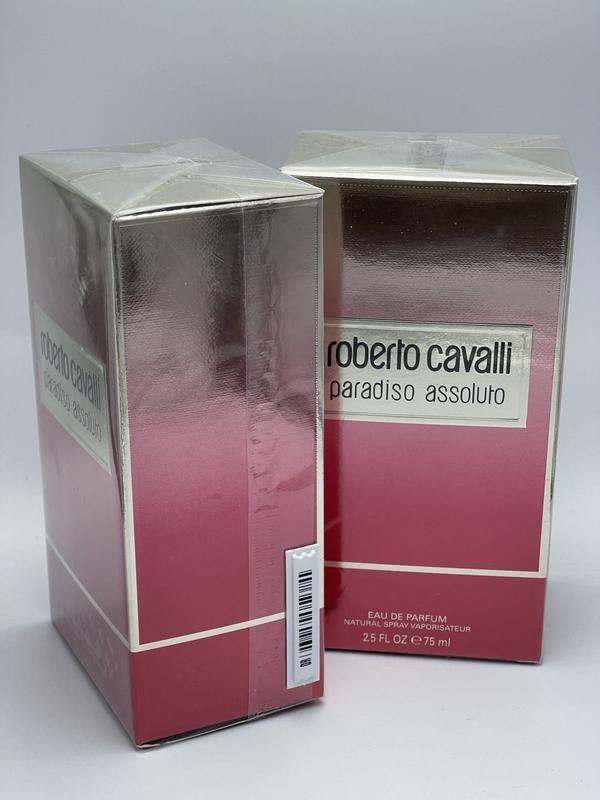 roberto cavalli
paradiso assoluto
roberto cavalli
paradiso assoluto
EAU DE PARFUM
NATURAL SPRAY VAPORISATEUR
2.5 FL OZ ℮ 75 ml